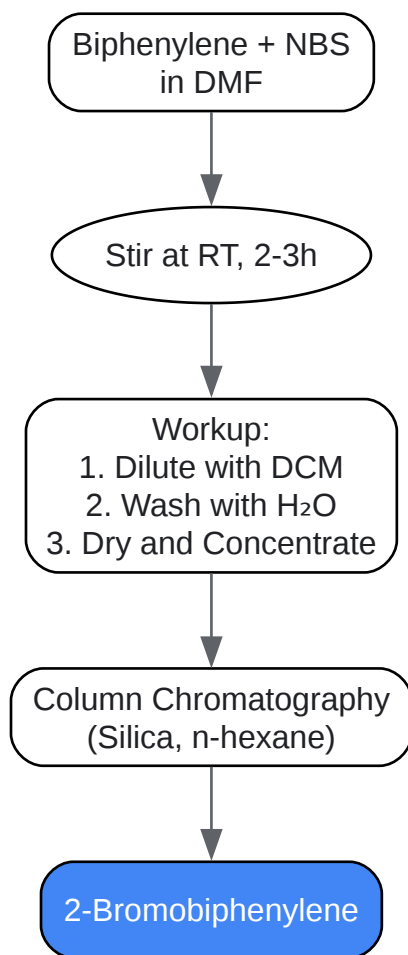 Biphenylene + NBS
in DMF
Stir at RT, 2-3h
Workup:
1. Dilute with DCM
2. Wash with H₂O
3. Dry and Concentrate
Column Chromatography
(Silica, n-hexane)
2-Bromobiphenylene